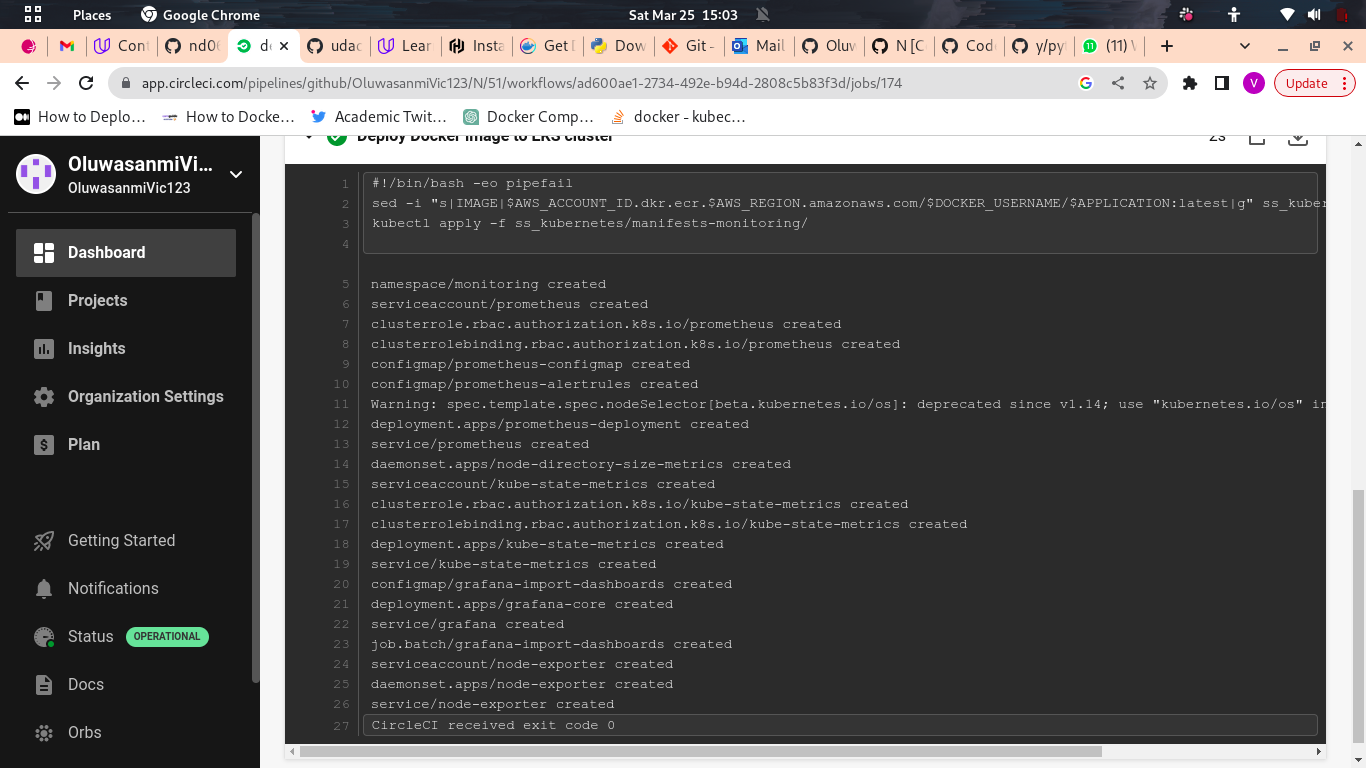 Places
Google Chrome
Sat Mar 25 15:03
Cont
nd0
de
udac
Lear
Insta
Get
Dow
Git -
Mail
Oluw
N [C
Code
y/pyt
(11)
app.circleci.com/pipelines/github/OluwasanmiVic123/N/51/workflows/ad600ae1-2734-492e-b94d-2808c5b83f3d/jobs/174
V
Update
How to Deplo…
How to Docke…
Academic Twit…
Docker Comp…
docker - kubec…
OluwasanmiVi...
OluwasanmiVic123
Dashboard
Projects
Insights
Organization Settings
Plan
Getting Started
Notifications
Status
OPERATIONAL
Docs
Orbs
Deploy Docker image to EKS cluster
2s
1 #!/bin/bash -eo pipefail
2 sed -i "s|IMAGE|$AWS_ACCOUNT_ID.dkr.ecr.$AWS_REGION.amazonaws.com/$DOCKER_USERNAME/$APPLICATION:latest|g" ss_kuber
3 kubectl apply -f ss_kubernetes/manifests-monitoring/
4
5 namespace/monitoring created
6 serviceaccount/prometheus created
7 clusterrole.rbac.authorization.k8s.io/prometheus created
8 clusterrolebinding.rbac.authorization.k8s.io/prometheus created
9 configmap/prometheus-configmap created
10 configmap/prometheus-alertrules created
11 Warning: spec.template.spec.nodeSelector[beta.kubernetes.io/os]: deprecated since v1.14; use "kubernetes.io/os" in
12 deployment.apps/prometheus-deployment created
13 service/prometheus created
14 daemonset.apps/node-directory-size-metrics created
15 serviceaccount/kube-state-metrics created
16 clusterrole.rbac.authorization.k8s.io/kube-state-metrics created
17 clusterrolebinding.rbac.authorization.k8s.io/kube-state-metrics created
18 deployment.apps/kube-state-metrics created
19 service/kube-state-metrics created
20 configmap/grafana-import-dashboards created
21 deployment.apps/grafana-core created
22 service/grafana created
23 job.batch/grafana-import-dashboards created
24 serviceaccount/node-exporter created
25 daemonset.apps/node-exporter created
26 service/node-exporter created
27 CircleCI received exit code 0